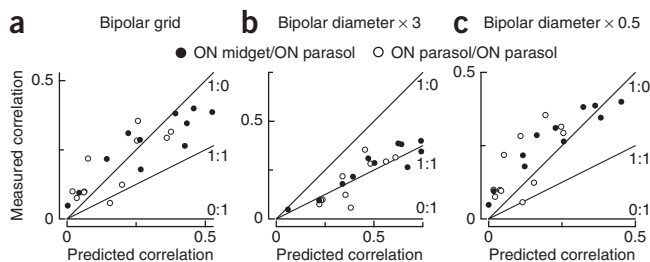 a Bipolar grid
b Bipolar diameter × 3
c Bipolar diameter × 0.5
ON midget/ON parasol ON parasol/ON parasol
Measured correlation
0.5
0
1:0
1:1
0:1
0 0.5
Predicted correlation
0.5
0
1:0
1:1
0:1
0 0.5
Predicted correlation
0.5
0
1:0
1:1
0:1
0 0.5
Predicted correlation